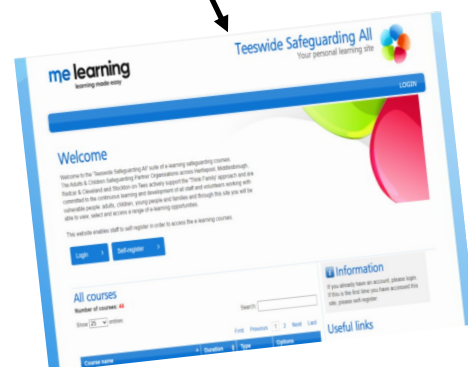 me learning
learning made easy
Teeswide Safeguarding All
Your personal learning site
LOGIN
Welcome
Welcome to the 'Teeswide Safeguarding All' suite of e-learning safeguarding courses.
The Adults & Children Safeguarding Partner Organisations across Hartlepool, Middlesbrough,
Redcar & Cleveland and Stockton on Tees actively support the 'Think Family' approach and are
committed to the continuous learning and development of all staff and volunteers working with
vulnerable people: adults, children, young people and families and through this site you will be
able to view, select and access a range of e-learning opportunities.
This website enables staff to self register in order to access the e-learning courses.
Login
Self-register
All courses
Number of courses: 44
Show 25 entries
Search:
First Previous 1 2 Next Last
Course name
Duration
Type
Options
Information
If you already have an account, please login.
If this is the first time you have accessed this
site, please self-register
Useful links